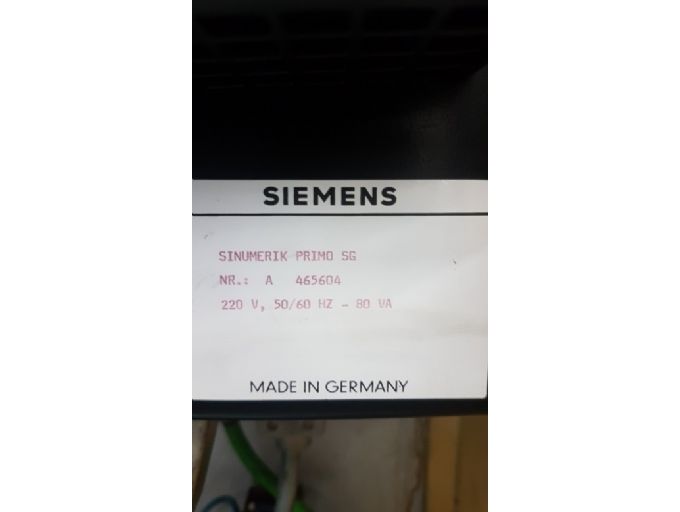 SIEMENS
SINUMERIK PRIMO SG
NR.: A 465604
220 V, 50/60 HZ - 80 VA
MADE IN GERMANY